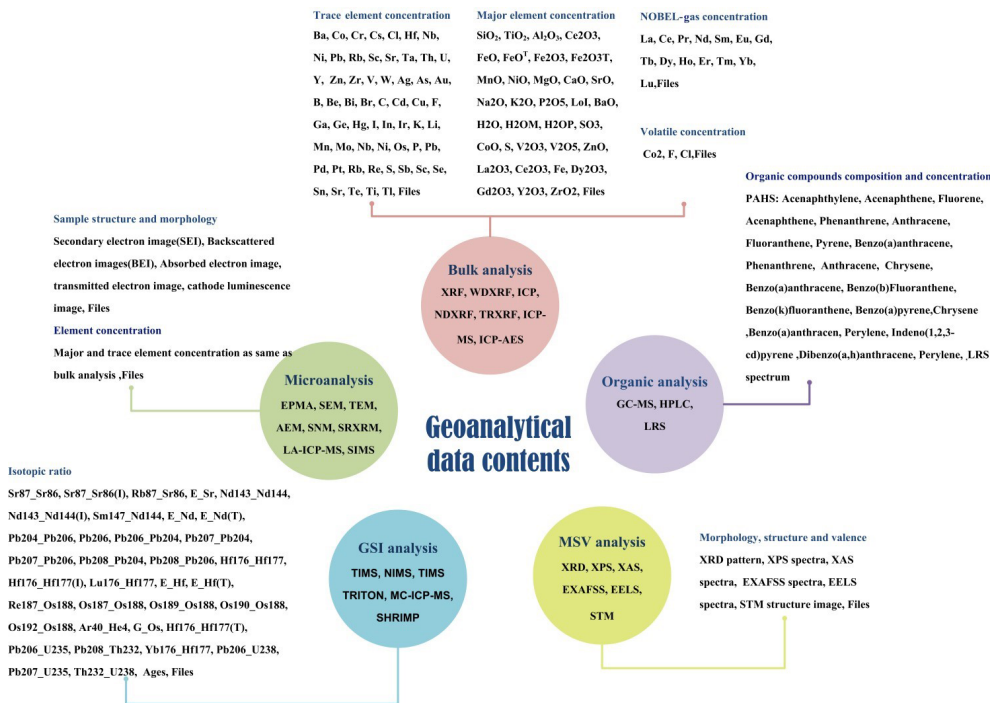 Trace element concentration
Ba, Co, Cr, Cs, Cl, Hf, Nb,
Ni, Pb, Rb, Sc, Sr, Ta, Th, U,
Y, Zn, Zr, V, W, Ag, As, Au,
B, Be, Bi, Br, C, Cd, Cu, F,
Ga, Ge, Hg, I, In, Ir, K, Li,
Mn, Mo, Nb, Ni, Os, P, Pb,
Pd, Pt, Rb, Re, S, Sb, Sc, Se,
Sn, Sr, Te, Ti, Tl, Files
Major element concentration
SiO₂, TiO₂, Al₂O₃, Ce2O3,
FeO, FeOᵀ, Fe2O3, Fe2O3T,
MnO, NiO, MgO, CaO, SrO,
Na2O, K2O, P2O5, LoI, BaO,
H2O, H2OM, H2OP, SO3,
CoO, S, V2O3, V2O5, ZnO,
La2O3, Ce2O3, Fe, Dy2O3,
Gd2O3, Y2O3, ZrO2, Files
NOBEL-gas concentration
La, Ce, Pr, Nd, Sm, Eu, Gd,
Tb, Dy, Ho, Er, Tm, Yb,
Lu,Files
Volatile concentration
Co2, F, Cl,Files
Organic compounds composition and concentration
PAHS: Acenaphthylene, Acenaphthene, Fluorene,
Acenaphthene, Phenanthrene, Anthracene,
Fluoranthene, Pyrene, Benzo(a)anthracene,
Phenanthrene, Anthracene, Chrysene,
Benzo(a)anthracene, Benzo(b)Fluoranthene,
Benzo(k)fluoranthene, Benzo(a)pyrene,Chrysene
,Benzo(a)anthracen, Perylene, Indeno(1,2,3-
cd)pyrene ,Dibenzo(a,h)anthracene, Perylene, LRS
spectrum
Sample structure and morphology
Secondary electron image(SEI), Backscattered
electron images(BEI), Absorbed electron image,
transmitted electron image, cathode luminescence
image, Files
Element concentration
Major and trace element concentration as same as
bulk analysis ,Files
Bulk analysis
XRF, WDXRF, ICP,
NDXRF, TRXRF, ICP-
MS, ICP-AES
Microanalysis
EPMA, SEM, TEM,
AEM, SNM, SRXRM,
LA-ICP-MS, SIMS
Organic analysis
GC-MS, HPLC,
LRS
Geoanalytical
data contents
Isotopic ratio
Sr87_Sr86, Sr87_Sr86(I), Rb87_Sr86, E_Sr, Nd143_Nd144,
Nd143_Nd144(I), Sm147_Nd144, E_Nd, E_Nd(T),
Pb204_Pb206, Pb206, Pb206_Pb204, Pb207_Pb204,
Pb207_Pb206, Pb208_Pb204, Pb208_Pb206, Hf176_Hf177,
Hf176_Hf177(I), Lu176_Hf177, E_Hf, E_Hf(T),
Re187_Os188, Os187_Os188, Os189_Os188, Os190_Os188,
Os192_Os188, Ar40_He4, G_Os, Hf176_Hf177(T),
Pb206_U235, Pb208_Th232, Yb176_Hf177, Pb206_U238,
Pb207_U235, Th232_U238, Ages, Files
GSI analysis
TIMS, NIMS, TIMS
TRITON, MC-ICP-MS,
SHRIMP
MSV analysis
XRD, XPS, XAS,
EXAFSS, EELS,
STM
Morphology, structure and valence
XRD pattern, XPS spectra, XAS
spectra, EXAFSS spectra, EELS
spectra, STM structure image, Files